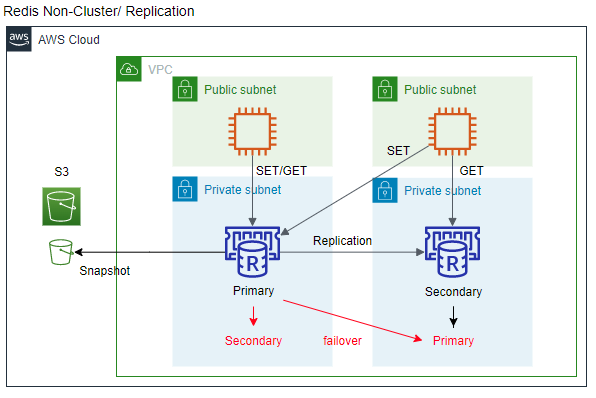 Redis Non-Cluster/ Replication
aws
AWS Cloud
VPC
Public subnet
Public subnet
SET
S3
SET/GET
GET
Private subnet
Private subnet
R
Replication
R
Snapshot
Primary
Secondary
Secondary
failover
Primary